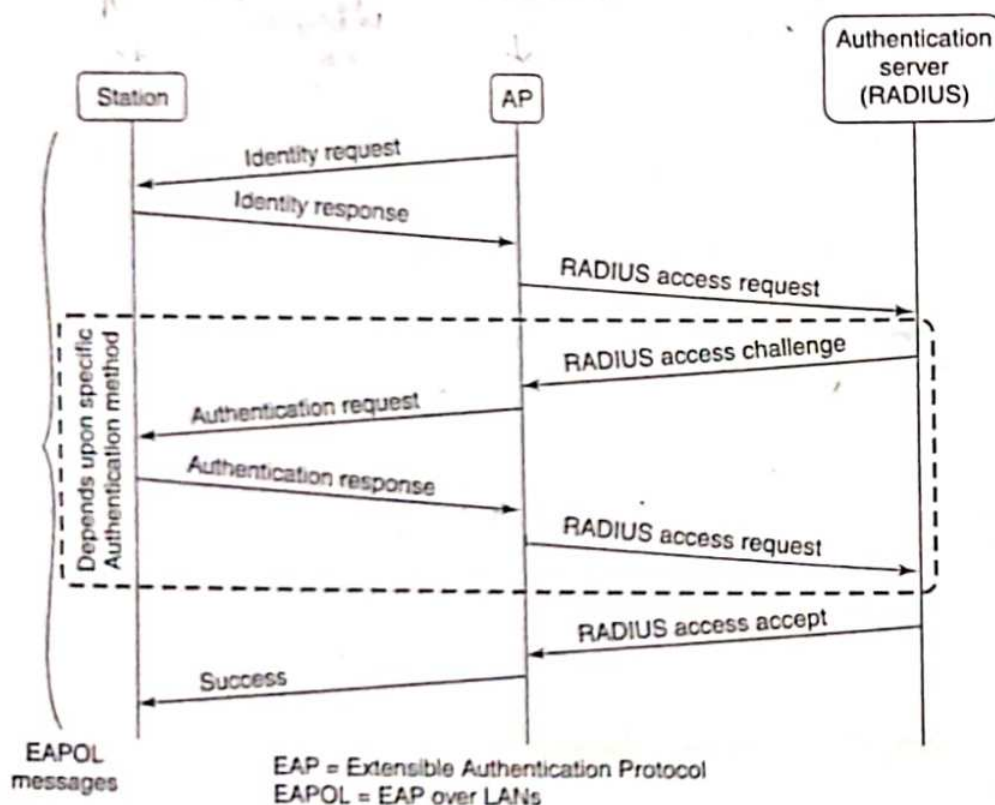 Authentication
server
(RADIUS)
Station
AP
Identity request
Identity response
RADIUS access request
Depends upon specific
Authentication method
RADIUS access challenge
Authentication request
Authentication response
RADIUS access request
RADIUS access accept
Success
EAPOL
messages
EAP = Extensible Authentication Protocol
EAPOL = EAP over LANs